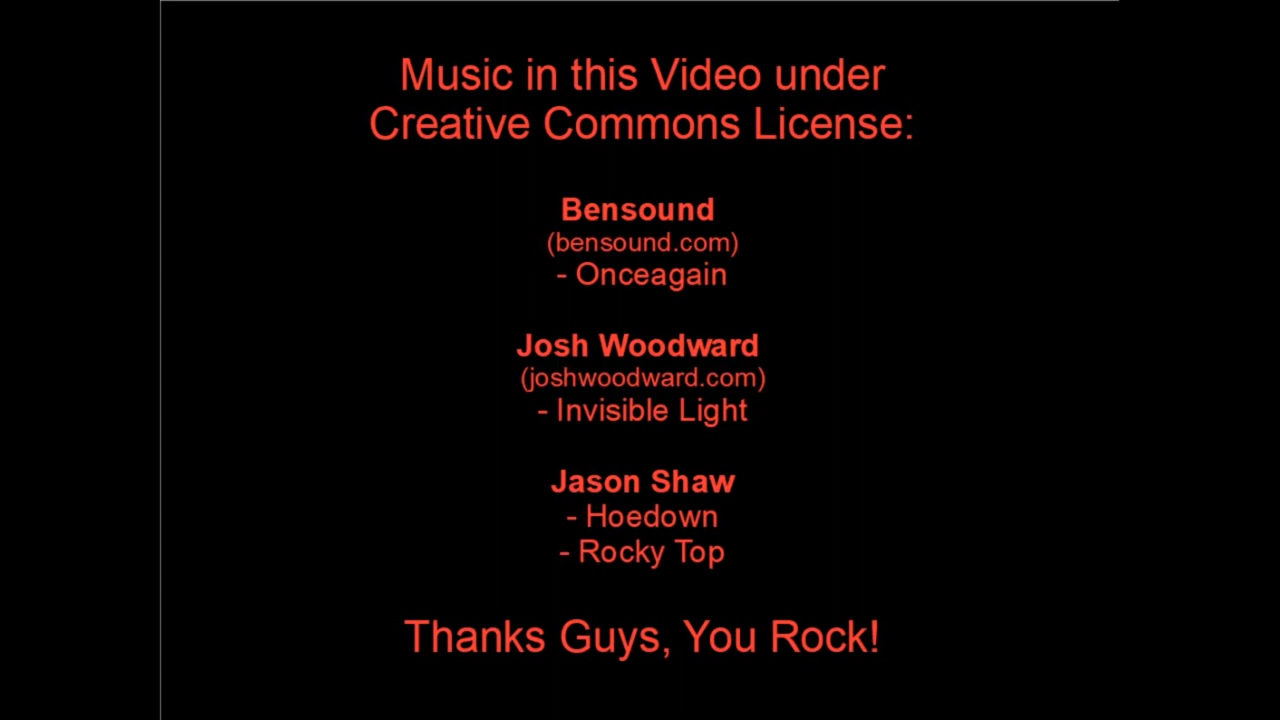 Music in this Video under
Creative Commons License:
Bensound
(bensound.com)
- Onceagain
Josh Woodward
(joshwoodward.com)
- Invisible Light
Jason Shaw
- Hoedown
- Rocky Top
Thanks Guys, You Rock!